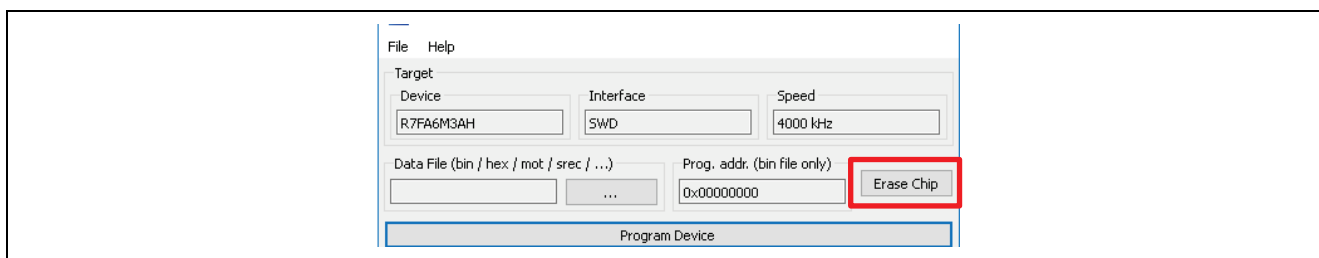 File Help
Target
Device Interface Speed
R7FA6M3AH SWD 4000 kHz
Data File (bin / hex / mot / srec / ...) Prog. addr. (bin file only)
... 0x00000000 Erase Chip
Program Device